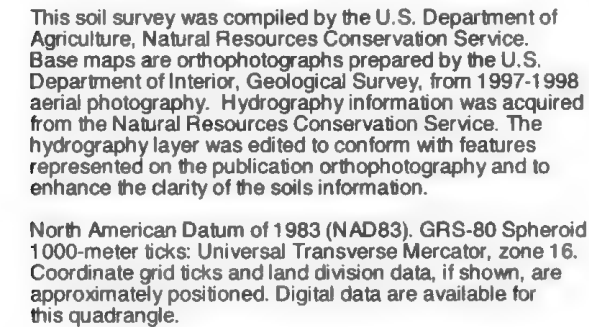 This soil survey was compiled by the U.S. Department of
Agriculture, Natural Resources Conservation Service.
Base maps are orthophotographs prepared by the U.S.
Department of Interior, Geological Survey, from 1997-1998
aerial photography. Hydrography information was acquired
from the Natural Resources Conservation Service. The
hydrography layer was edited to conform with features
represented on the publication orthophotography and to
enhance the clarity of the soils information.

North American Datum of 1983 (NAD83). GRS-80 Spheroid
1000-meter ticks: Universal Transverse Mercator, zone 16.
Coordinate grid ticks and land division data, if shown, are
approximately positioned. Digital data are available for
this quadrangle.